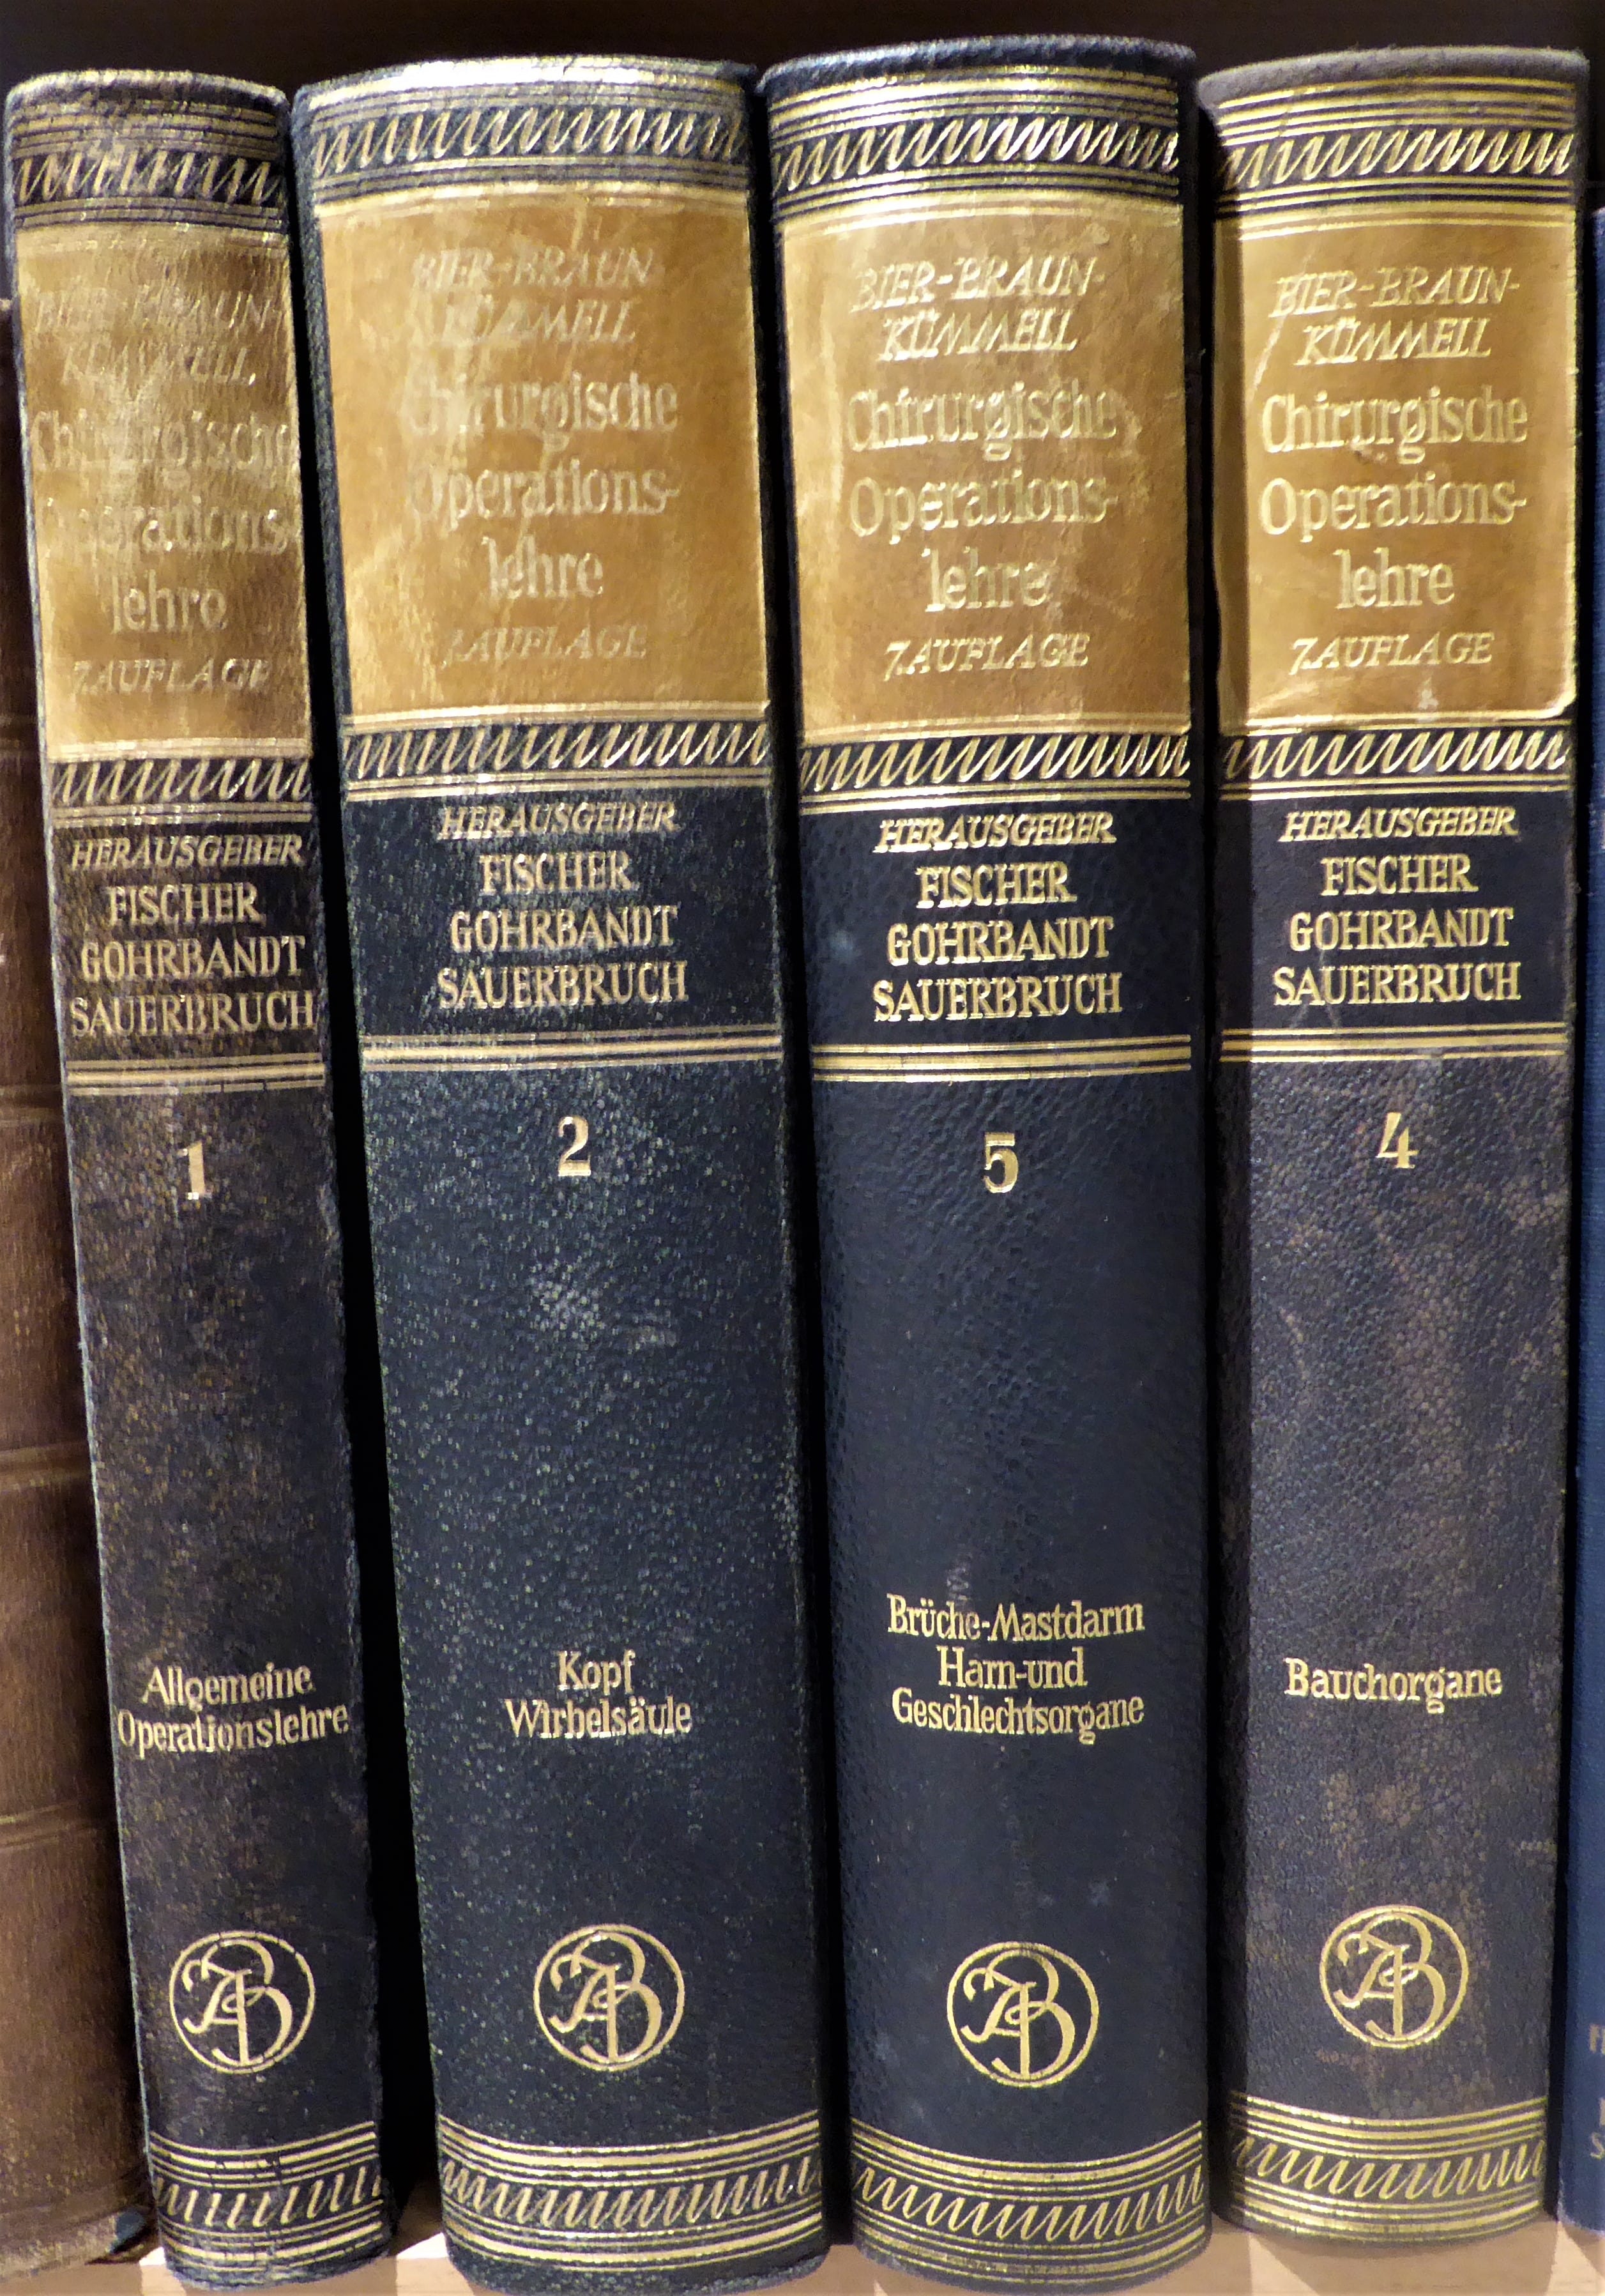 BIER-BRAUN
KÜMMELL
Chirurgische
Operations-
lehre
7. AUFLAGE
HERAUSGEBER
FISCHER
GOHRBANDT
SAUERBRUCH
1
Allgemeine
Operationslehre
BIER-BRAUN
KÜMMELL
Chirurgische
Operations-
lehre
7. AUFLAGE
HERAUSGEBER
FISCHER
GOHRBANDT
SAUERBRUCH
2
Kopf
Wirbelsäule
BIER-BRAUN-
KÜMMELL
Chirurgische
Operations-
lehre
7. AUFLAGE
HERAUSGEBER
FISCHER
GOHRBANDT
SAUERBRUCH
5
Brüche-Mastdarm
Harn-und
Geschlechtsorgane
BIER-BRAUN-
KÜMMELL
Chirurgische
Operations-
lehre
7. AUFLAGE
HERAUSGEBER
FISCHER
GOHRBANDT
SAUERBRUCH
4
Bauchorgane